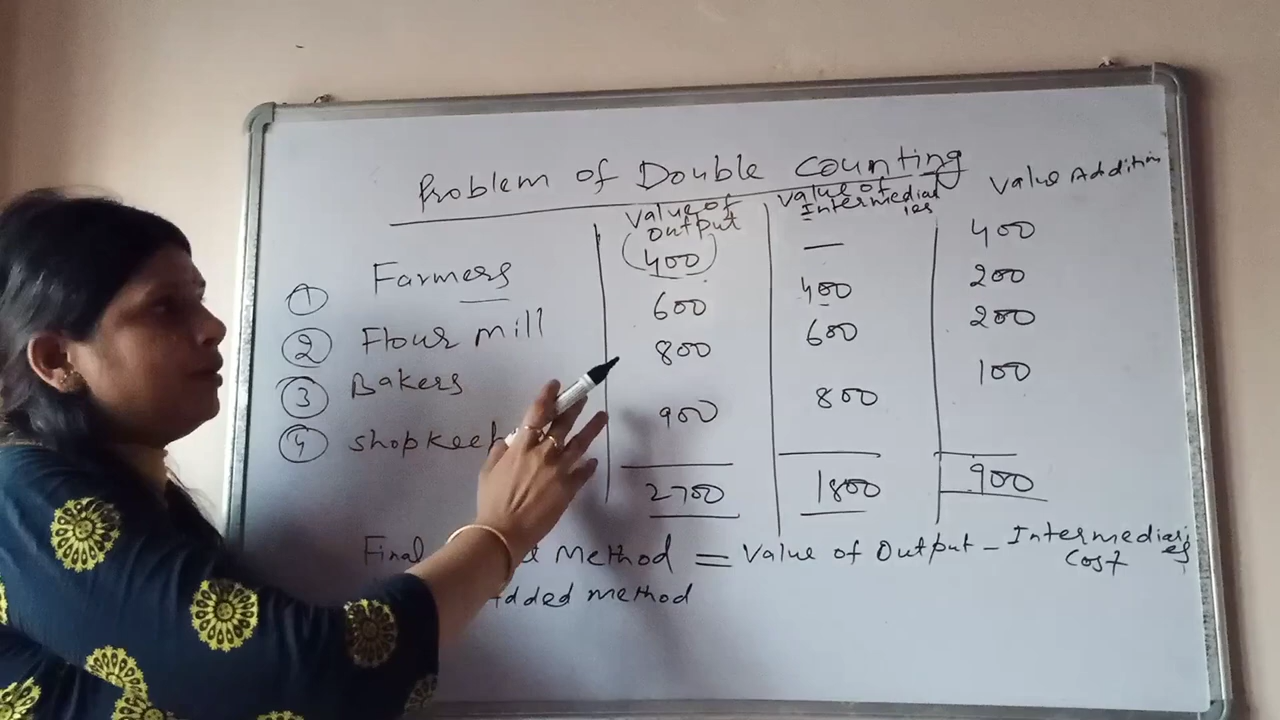 Problem of Double Counting
Value of Output
Value of Intermediaries
Value Addition
① Farmers 400 — 400
② Flour mill 600 400 200
③ Bakers 800 600 200
④ Shopkee 900 800 100
2700 1800 900
Final Method = Value of Output - Intermediaries Cost
Added method